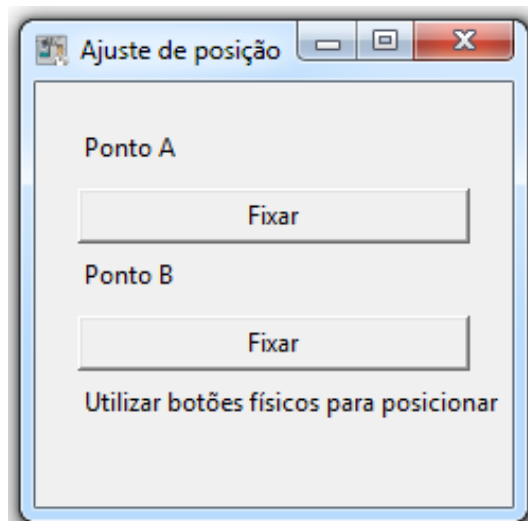 Ajuste de posição
Ponto A
Fixar
Ponto B
Fixar
Utilizar botões físicos para posicionar